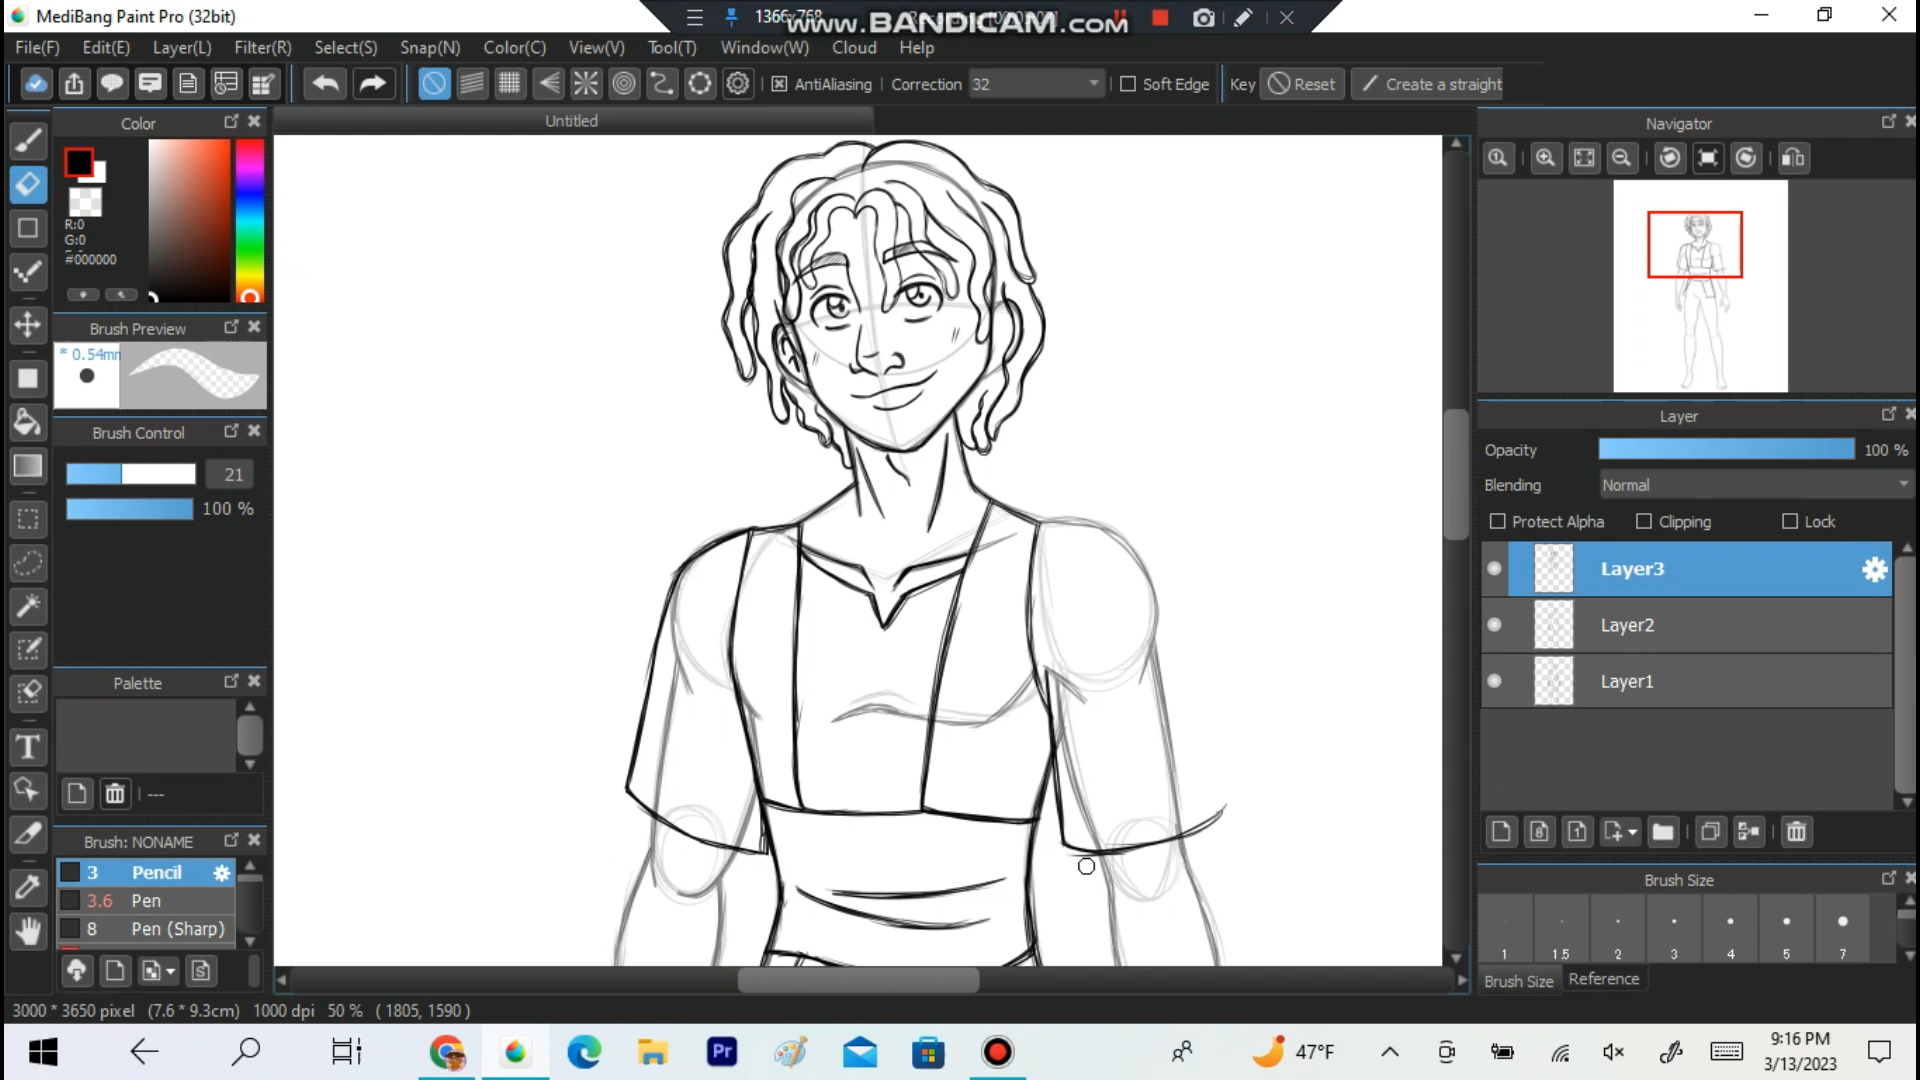 MediBang Paint Pro (32bit)
1366x768
www.BANDICAM.com
File(F) Edit(E) Layer(L) Filter(R) Select(S) Snap(N) Color(C) View(V) Tool(T) Window(W) Cloud Help
AntiAliasing Correction 32 Soft Edge Key Reset Create a straight
Untitled
Color
R:0
G:0
#000000
Brush Preview
* 0.54mm
Brush Control
21
100 %
Palette
---
Brush: NONAME
3 Pencil
3.6 Pen
8 Pen (Sharp)
Navigator
Layer
Opacity 100 %
Blending Normal
Protect Alpha Clipping Lock
Layer3
Layer2
Layer1
Brush Size
1 1.5 2 3 4 5 7
Brush Size Reference
3000 * 3650 pixel (7.6 * 9.3cm) 1000 dpi 50 % ( 1805, 1590 )
Pr
47°F
9:16 PM
3/13/2023